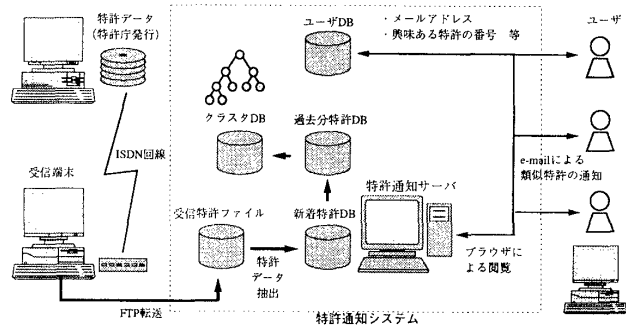 特許データ
(特許庁発行)
ユーザDB
・メールアドレス
・興味ある特許の番号 等
ユーザ
クラスタDB
過去分特許DB
ISDN回線
受信端末
e-mailによる
類似特許の通知
特許通知サーバ
受信特許ファイル
新着特許DB
特許
データ
抽出
ブラウザに
よる閲覧
FTP転送
特許通知システム